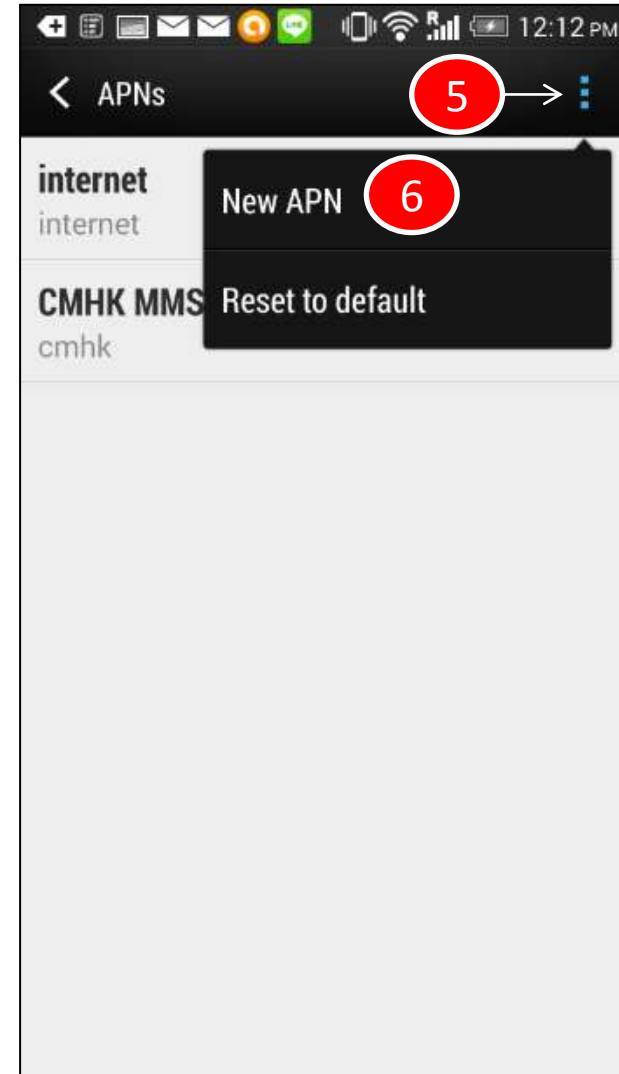 R 12:12 PM
APNs 5
internet
internet
New APN 6
CMHK MMS
cmhk
Reset to default